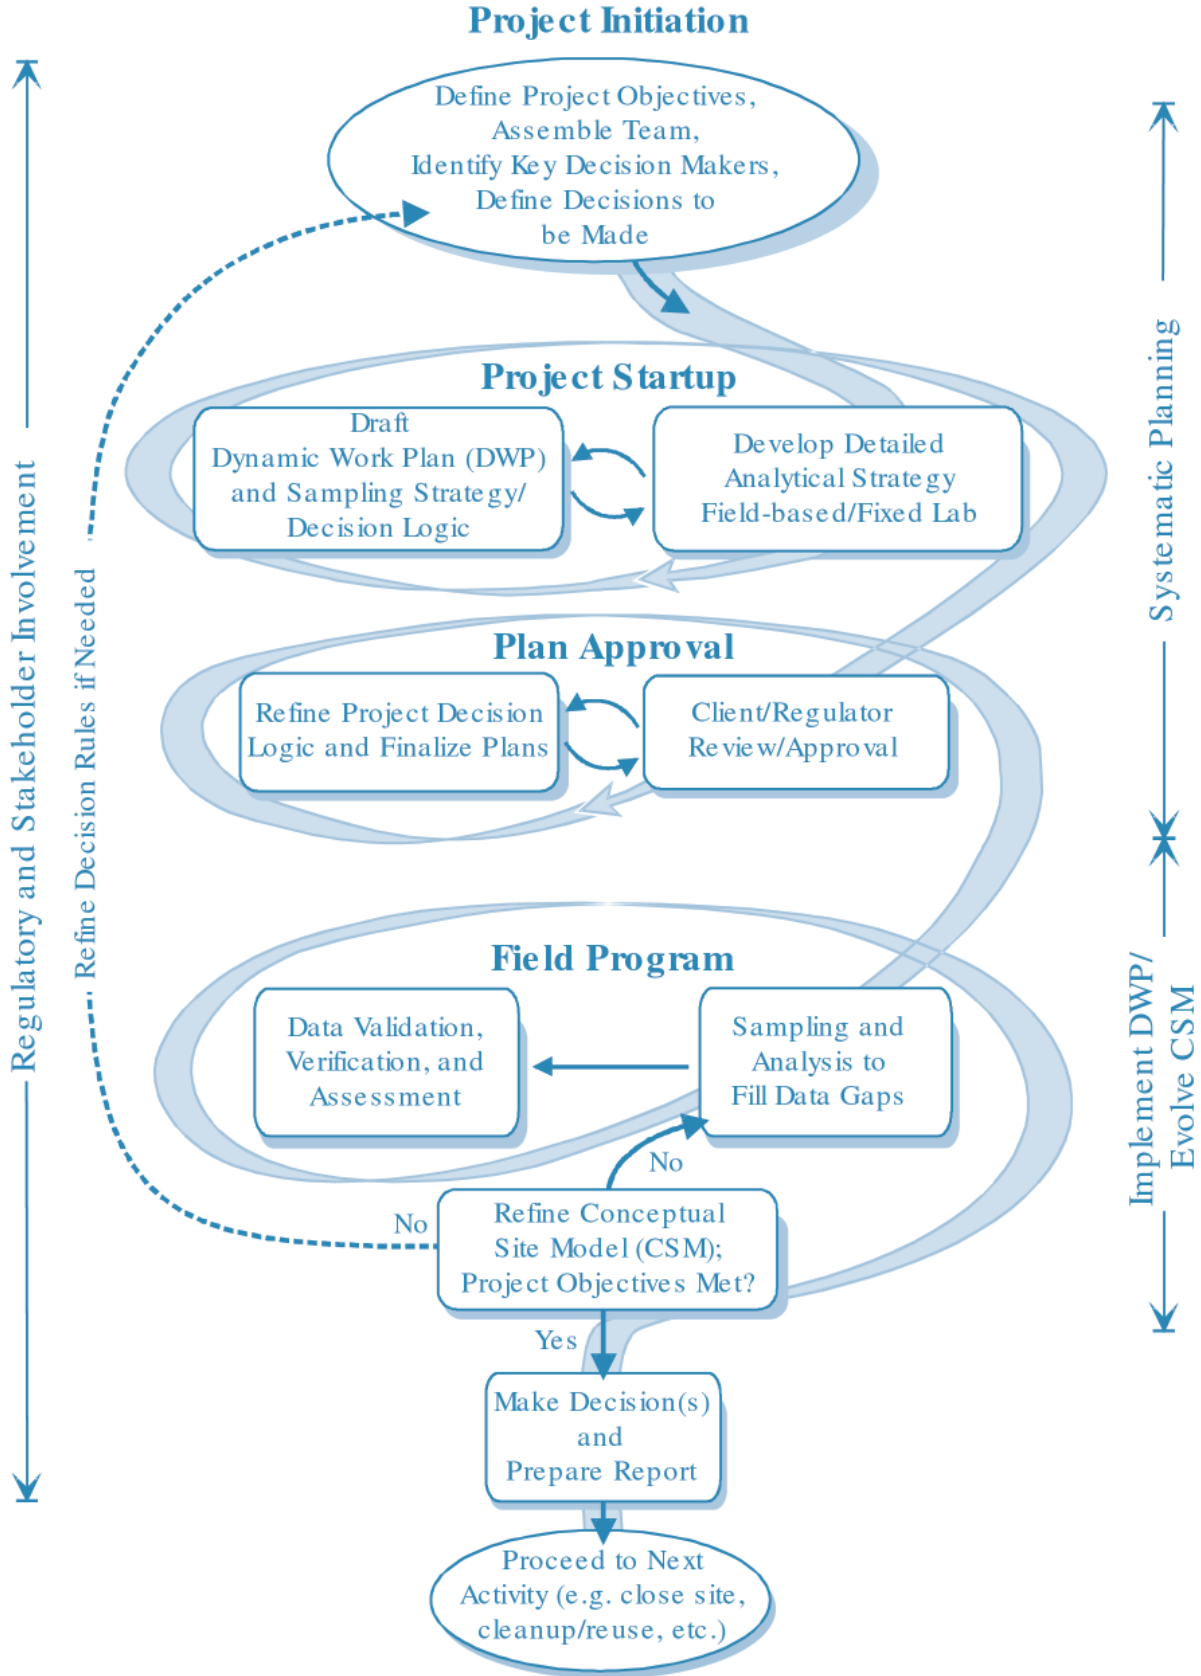 Project Initiation
Define Project Objectives,
Assemble Team,
Identify Key Decision Makers,
Define Decisions to
be Made
Project Startup
Draft
Dynamic Work Plan (DWP)
and Sampling Strategy/
Decision Logic
Develop Detailed
Analytical Strategy
Field-based/Fixed Lab
Plan Approval
Refine Project Decision
Logic and Finalize Plans
Client/Regulator
Review/Approval
Field Program
Data Validation,
Verification, and
Assessment
Sampling and
Analysis to
Fill Data Gaps
No
No
Refine Conceptual
Site Model (CSM);
Project Objectives Met?
Yes
Make Decision(s)
and
Prepare Report
Proceed to Next
Activity (e.g. close site,
cleanup/reuse, etc.)
Regulatory and Stakeholder Involvement
Refine Decision Rules if Needed
Systematic Planning
Implement DWP/
Evolve CSM